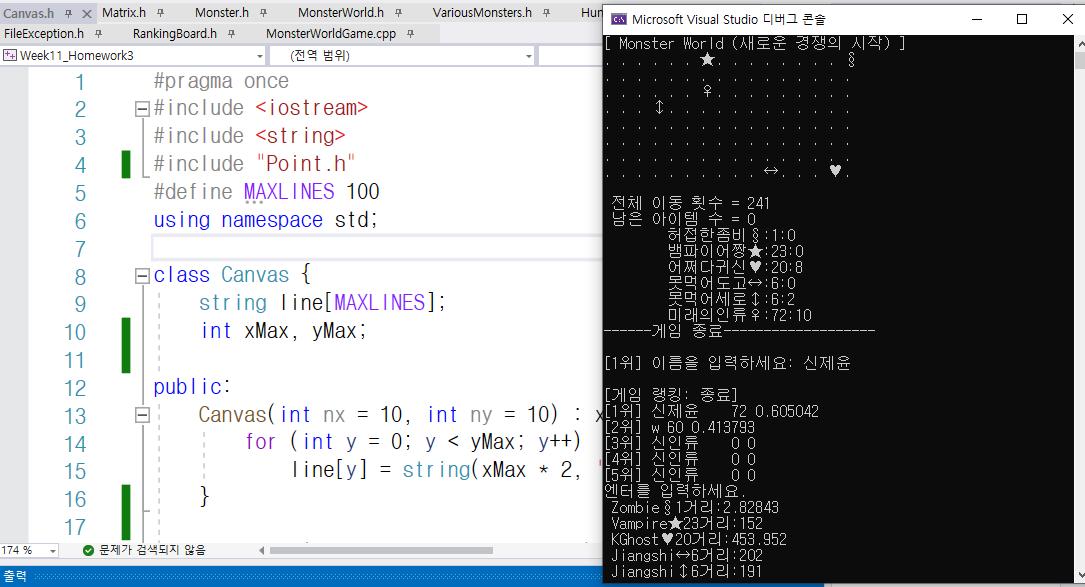 Canvas.h Matrix.h Monster.h MonsterWorld.h VariousMonsters.h
FileException.h RankingBoard.h MonsterWorldGame.cpp
Week11_Homework3 (전역 범위)
1 #pragma once
2 #include <iostream>
3 #include <string>
4 #include "Point.h"
5 #define MAXLINES 100
6 using namespace std;
7
8 class Canvas {
9 string line[MAXLINES];
10 int xMax, yMax;
11
12 public:
13 Canvas(int nx = 10, int ny = 10) :
14 for (int y = 0; y < yMax; y++)
15 line[y] = string(xMax * 2,
16 }
17
174 % 문제가 검색되지 않음
출력
Microsoft Visual Studio 디버그 콘솔
[ Monster World (새로운 경쟁의 시작) ]
. . . . . . ★. . . . . . . . §
. . . . . . . . . . . . . . . .
. . . . . . ♀. . . . . . . . .
. . . ↕. . . . . . . . . . . .
. . . . . . . . . . . . . . . .
. . . . . . . . . . . . . . . .
. . . . . . . . . . . . . . . .
. . . . . . . . . . ↔. . . ♥.
전체 이동 횟수 = 241
남은 아이템 수 = 0
허접한좀비§:1:0
뱀파이어짱★:23:0
어쩌다귀신♥:20:8
못먹어도고↔:6:0
못먹어세로↕:6:2
미래의인류♀:72:10
------게임 종료-------------------
[1위] 이름을 입력하세요: 신제윤
[게임 랭킹: 종료]
[1위] 신제윤 72 0.605042
[2위] w 60 0.413793
[3위] 신인류 0 0
[4위] 신인류 0 0
[5위] 신인류 0 0
엔터를 입력하세요.
Zombie§1거리:2.82843
Vampire★23거리:152
KGhost♥20거리:453.952
Jiangshi↔6거리:202
Jiangshi↕6거리:191